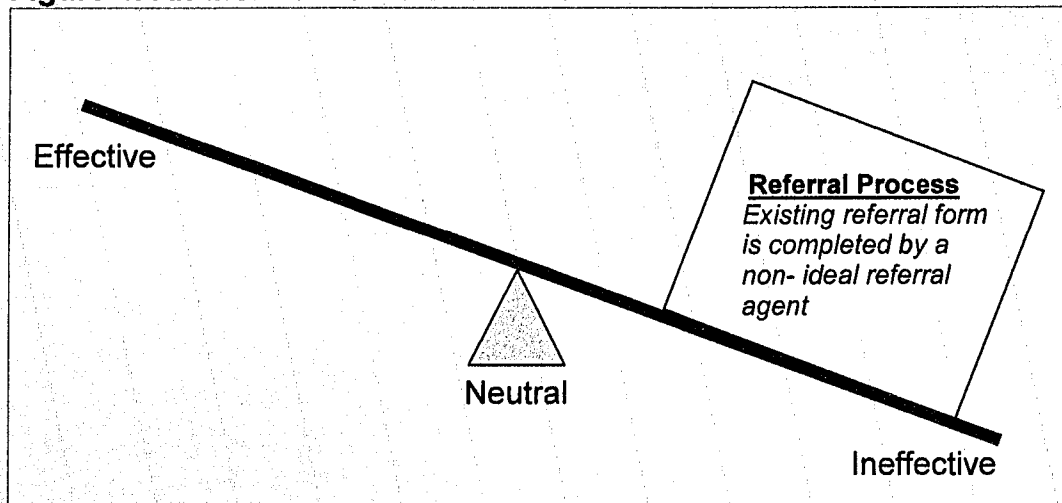 Effective
Referral Process
Existing referral form
is completed by a
non- ideal referral
agent
Neutral
Ineffective